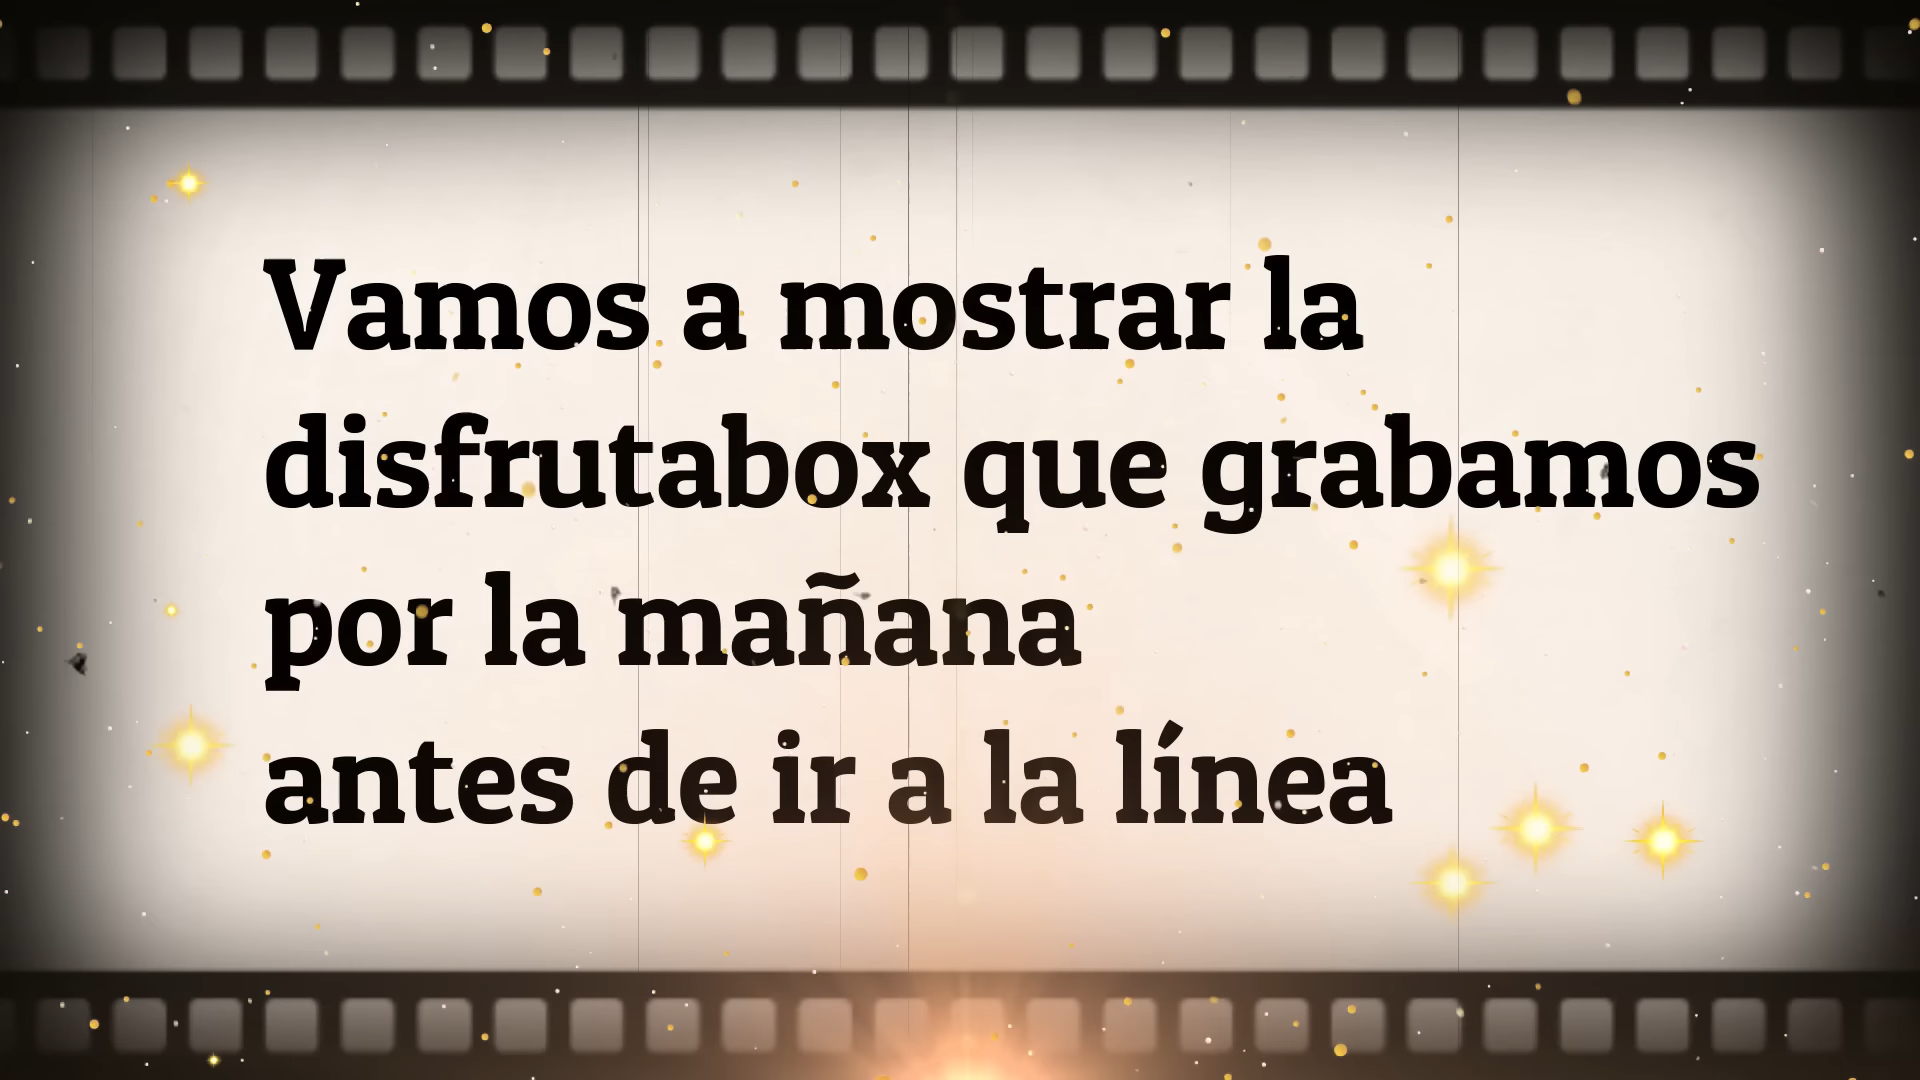 Vamos a mostrar la
disfrutabox que grabamos
por la mañana
antes de ir a la línea